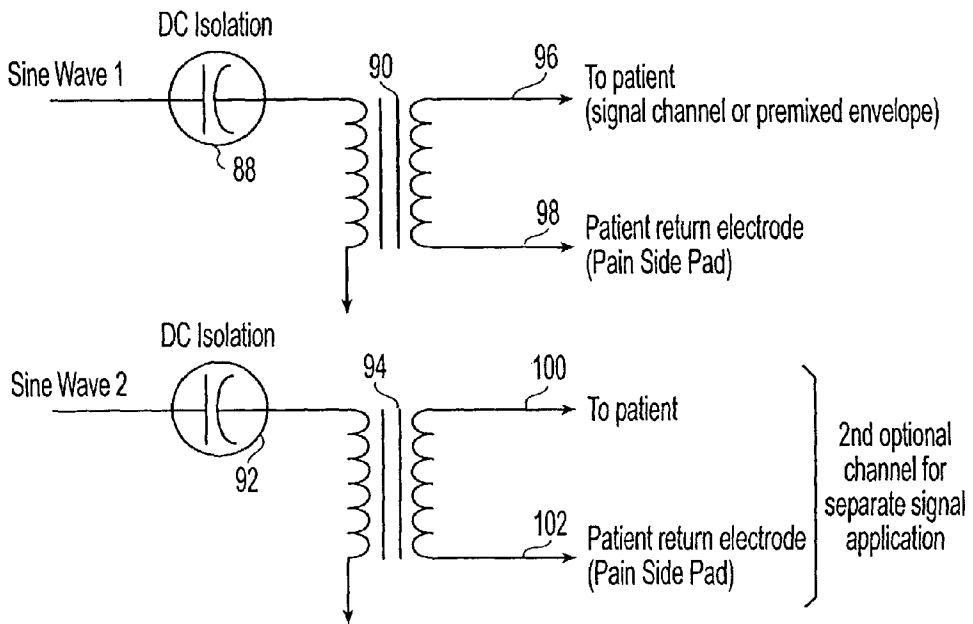 DC Isolation
Sine Wave 1
88
90
96
To patient
(signal channel or premixed envelope)
98
Patient return electrode
(Pain Side Pad)
DC Isolation
Sine Wave 2
92
94
100
To patient
102
Patient return electrode
(Pain Side Pad)
2nd optional
channel for
separate signal
application